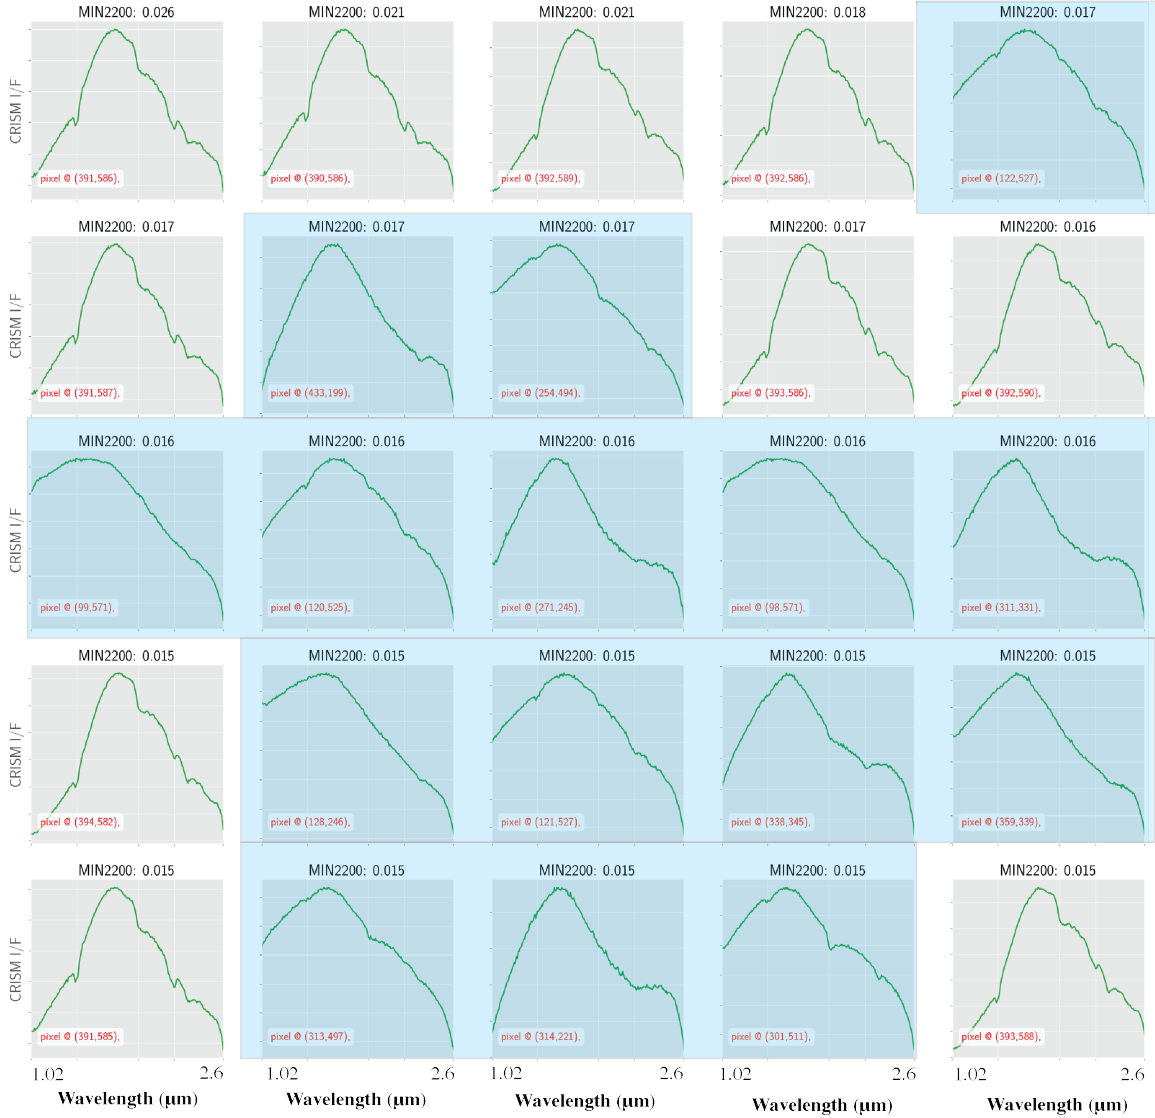 MIN2200: 0.026 MIN2200: 0.021 MIN2200: 0.021 MIN2200: 0.018 MIN2200: 0.017
CRISM I/F
pixel @ (391,586), pixel @ (390,586), pixel @ (392,589), pixel @ (392,586), pixel @ (122,527),
MIN2200: 0.017 MIN2200: 0.017 MIN2200: 0.017 MIN2200: 0.017 MIN2200: 0.016
CRISM I/F
pixel @ (391,587), pixel @ (433,199), pixel @ (254,494), pixel @ (393,586), pixel @ (392,590),
MIN2200: 0.016 MIN2200: 0.016 MIN2200: 0.016 MIN2200: 0.016 MIN2200: 0.016
CRISM I/F
pixel @ (99,571), pixel @ (120,525), pixel @ (271,245), pixel @ (98,571), pixel @ (311,331),
MIN2200: 0.015 MIN2200: 0.015 MIN2200: 0.015 MIN2200: 0.015 MIN2200: 0.015
CRISM I/F
pixel @ (394,582), pixel @ (128,246), pixel @ (121,527), pixel @ (338,345), pixel @ (359,339),
MIN2200: 0.015 MIN2200: 0.015 MIN2200: 0.015 MIN2200: 0.015 MIN2200: 0.015
CRISM I/F
pixel @ (391,585), pixel @ (313,497), pixel @ (314,221), pixel @ (301,511), pixel @ (393,588),
1.02 2.6 1.02 2.6 1.02 2.6 1.02 2.6 1.02 2.6
Wavelength (μm) Wavelength (μm) Wavelength (μm) Wavelength (μm) Wavelength (μm)